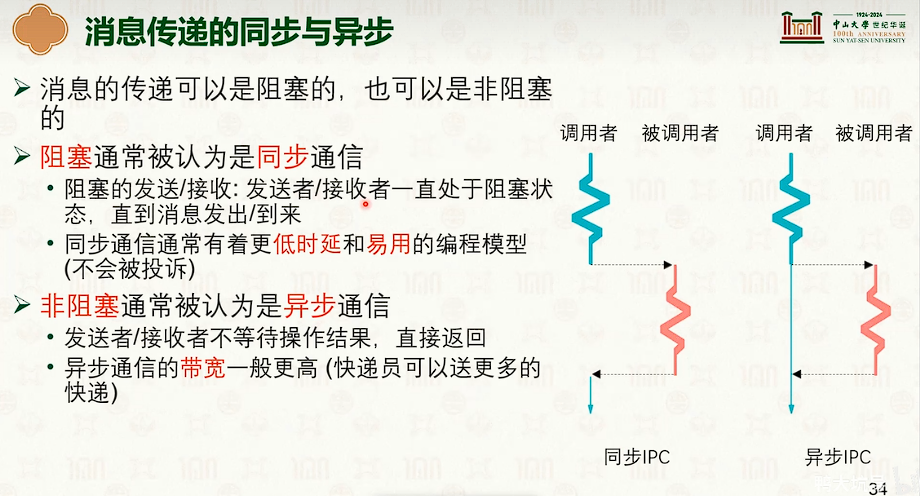 消息传递的同步与异步
1924-2024
中山大学 世纪华诞
100th ANNIVERSARY
SUN YAT-SEN UNIVERSITY
消息的传递可以是阻塞的，也可以是非阻塞
的
阻塞通常被认为是同步通信
• 阻塞的发送/接收: 发送者/接收者一直处于阻塞状
态，直到消息发出/到来
• 同步通信通常有着更低时延和易用的编程模型
(不会被投诉)
非阻塞通常被认为是异步通信
• 发送者/接收者不等待操作结果，直接返回
• 异步通信的带宽一般更高 (快递员可以送更多的
快递)
调用者 被调用者 调用者 被调用者
同步IPC 异步IPC
34